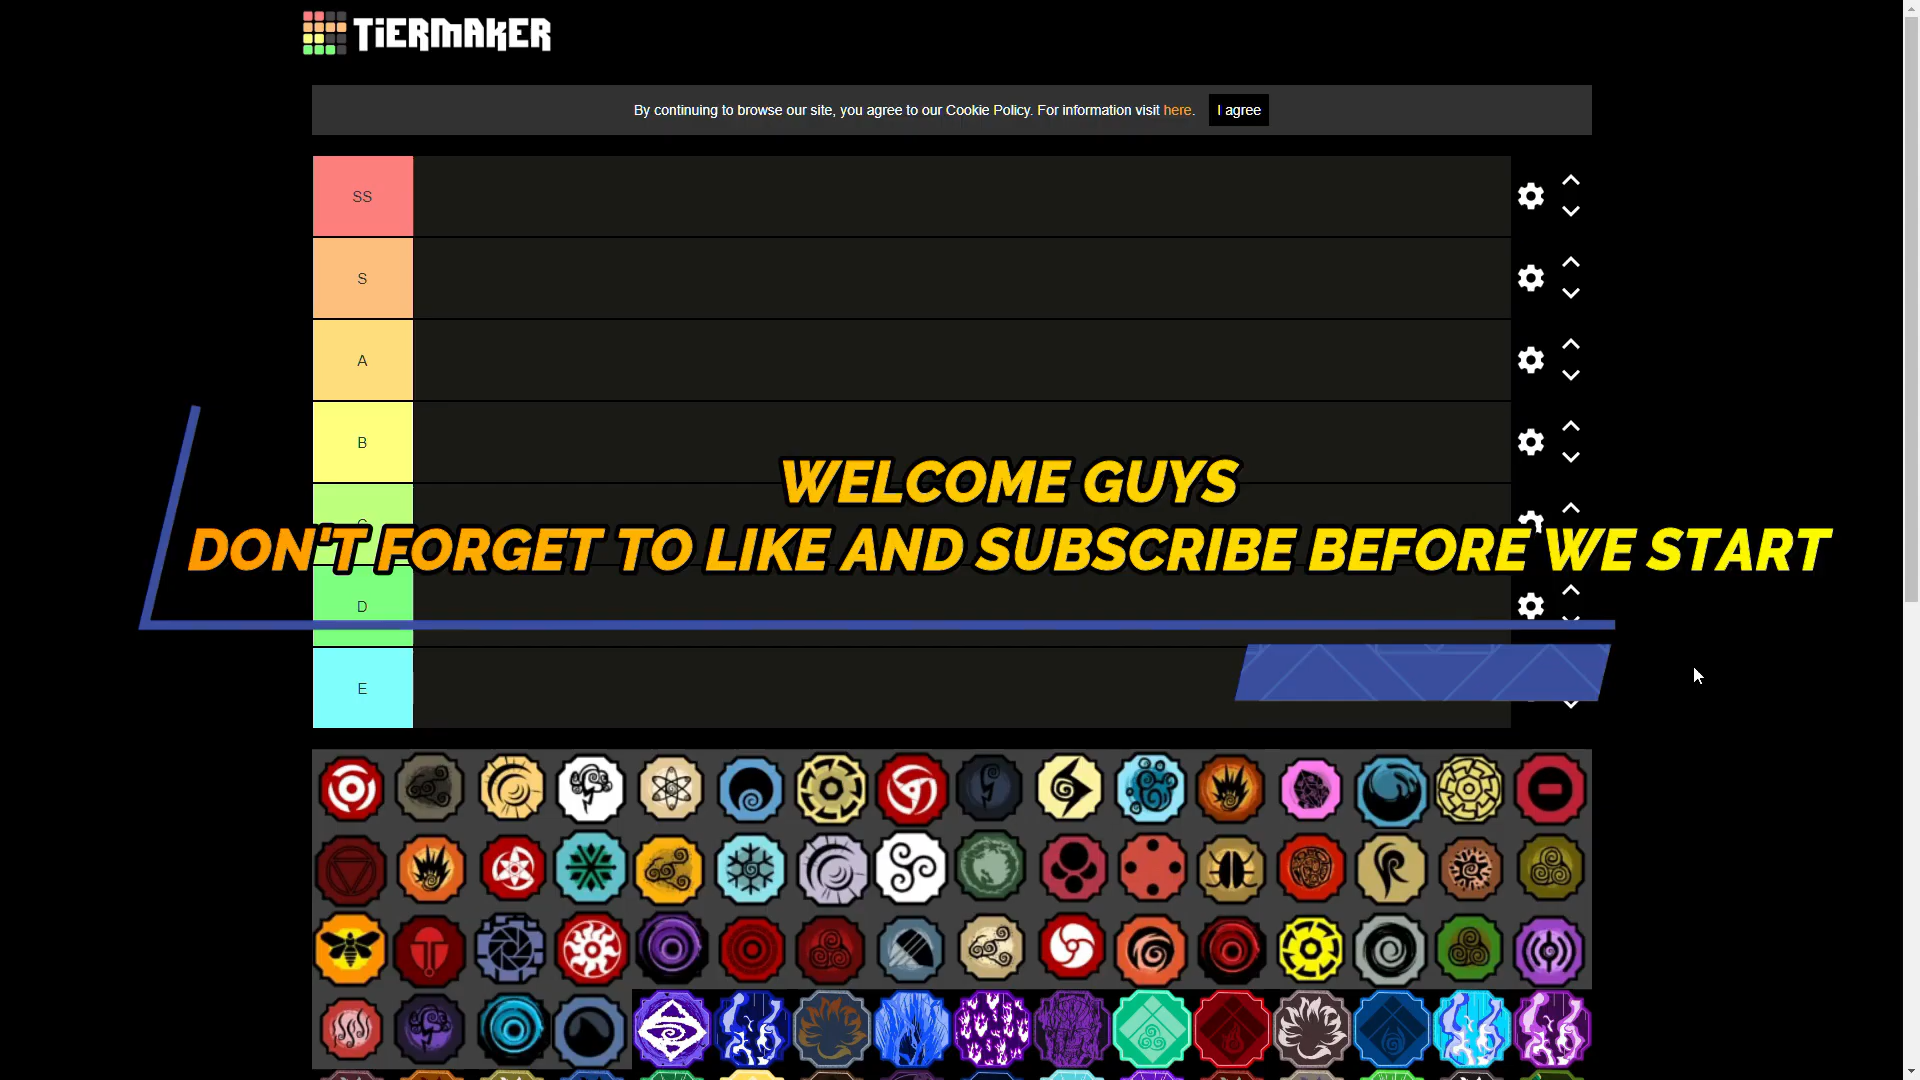 TiERMAKER
By continuing to browse our site, you agree to our Cookie Policy. For information visit here. I agree
SS
S
A
B
WELCOME GUYS
DON'T FORGET TO LIKE AND SUBSCRIBE BEFORE WE START
D
E